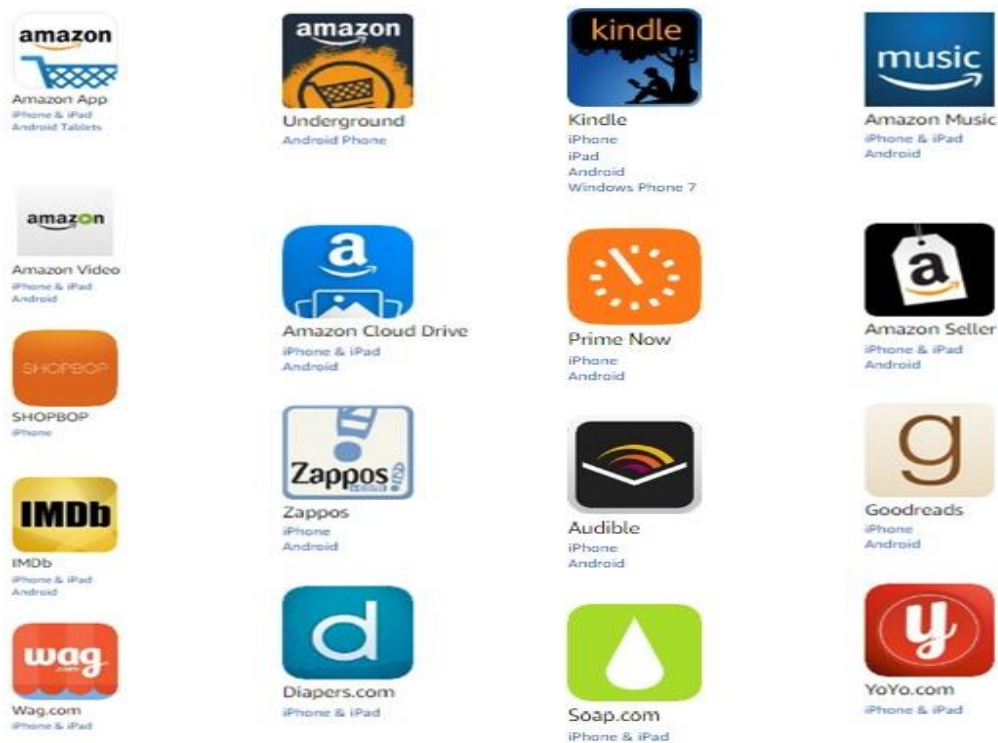 amazon
Amazon App
iPhone & iPad
Android Tablets
amazon
Underground
Android Phone
kindle
Kindle
iPhone
iPad
Android
Windows Phone 7
music
Amazon Music
iPhone & iPad
Android
amazon
Amazon Video
iPhone & iPad
Android
a
Amazon Cloud Drive
iPhone & iPad
Android
Prime Now
iPhone
Android
a
Amazon Seller
iPhone & iPad
Android
SHOPBOP
SHOPBOP
iPhone
Zappos
Zappos
iPhone
Android
Audible
iPhone
Android
g
Goodreads
iPhone
Android
IMDb
IMDb
iPhone & iPad
Android
wag
.com
Wag.com
iPhone & iPad
d
Diapers.com
iPhone & iPad
Soap.com
iPhone & iPad
y
YoYo.com
iPhone & iPad